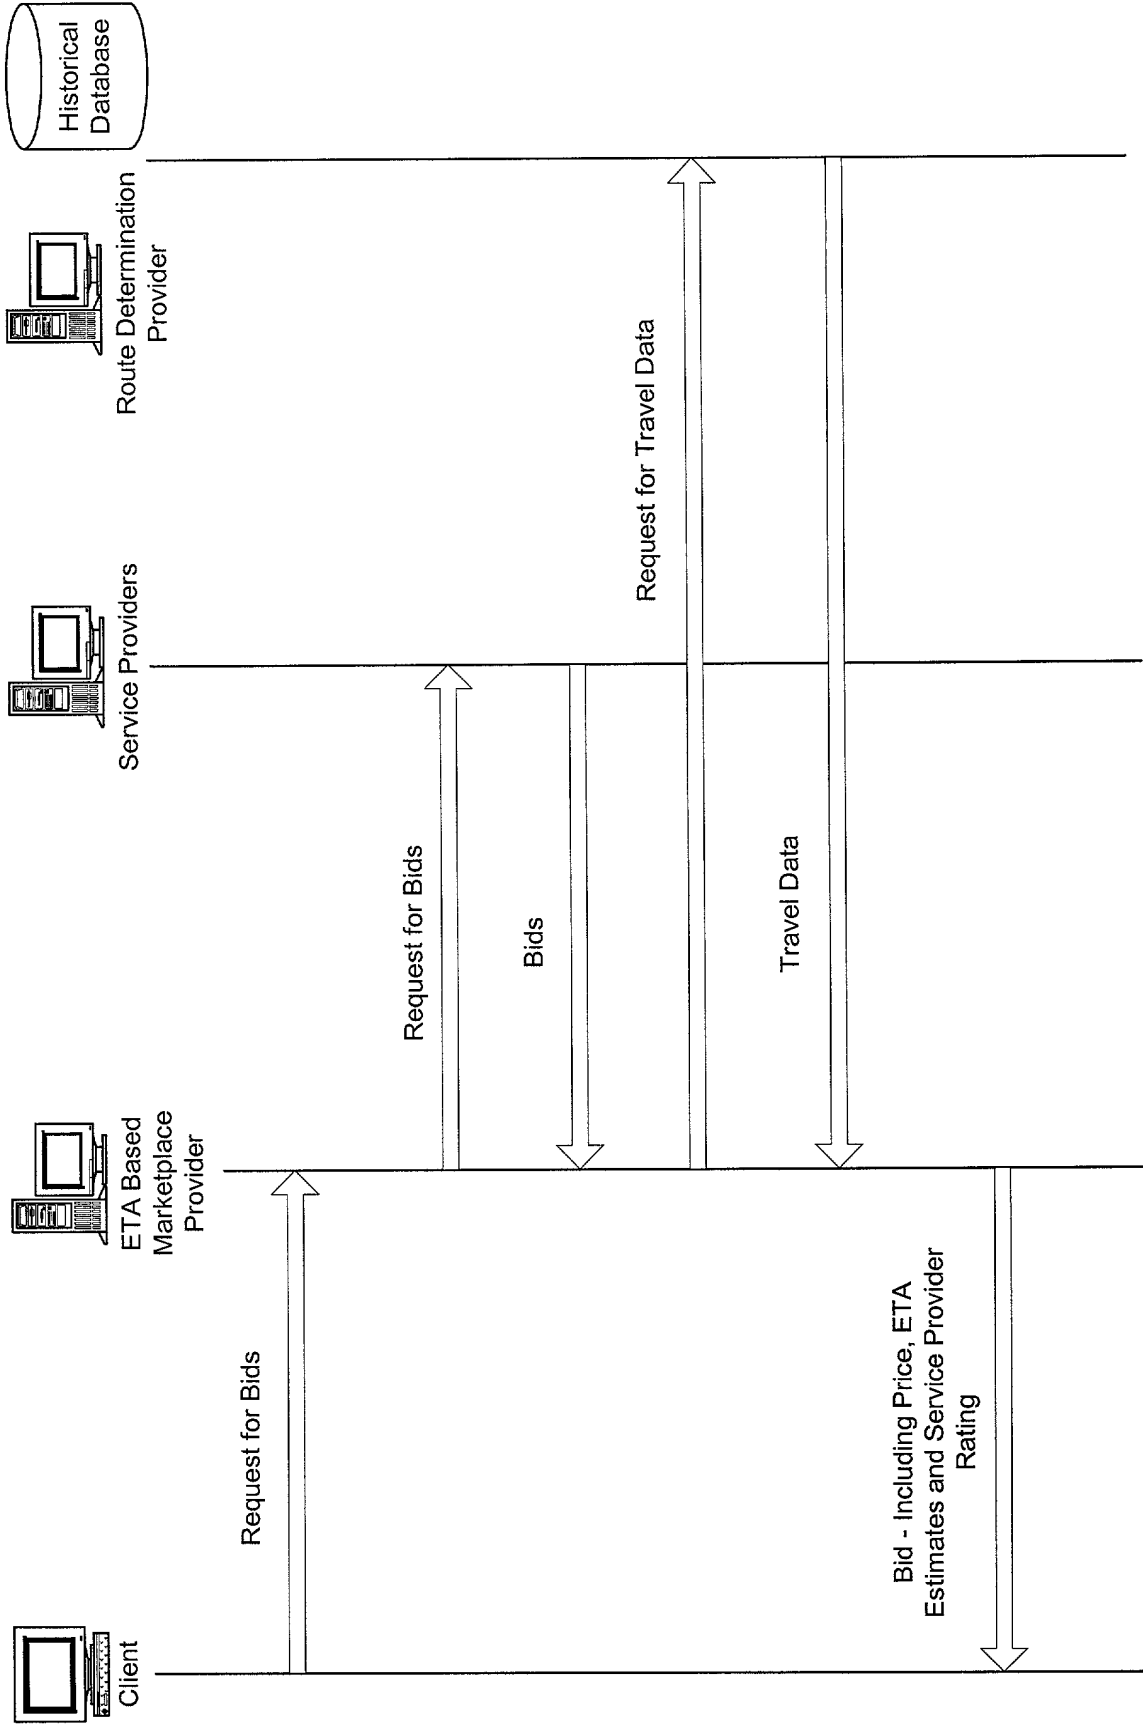 Client
ETA Based
Marketplace
Provider
Service Providers
Route Determination
Provider
Historical
Database
Request for Bids
Request for Bids
Bids
Request for Travel Data
Travel Data
Bid - Including Price, ETA
Estimates and Service Provider
Rating